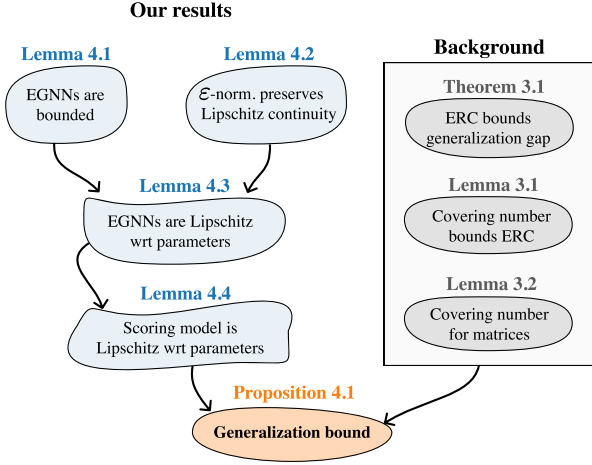 Our results
Lemma 4.1
EGNNs are
bounded
Lemma 4.2
ℰ-norm. preserves
Lipschitz continuity
Lemma 4.3
EGNNs are Lipschitz
wrt parameters
Lemma 4.4
Scoring model is
Lipschitz wrt parameters
Background
Theorem 3.1
ERC bounds
generalization gap
Lemma 3.1
Covering number
bounds ERC
Lemma 3.2
Covering number
for matrices
Proposition 4.1
Generalization bound